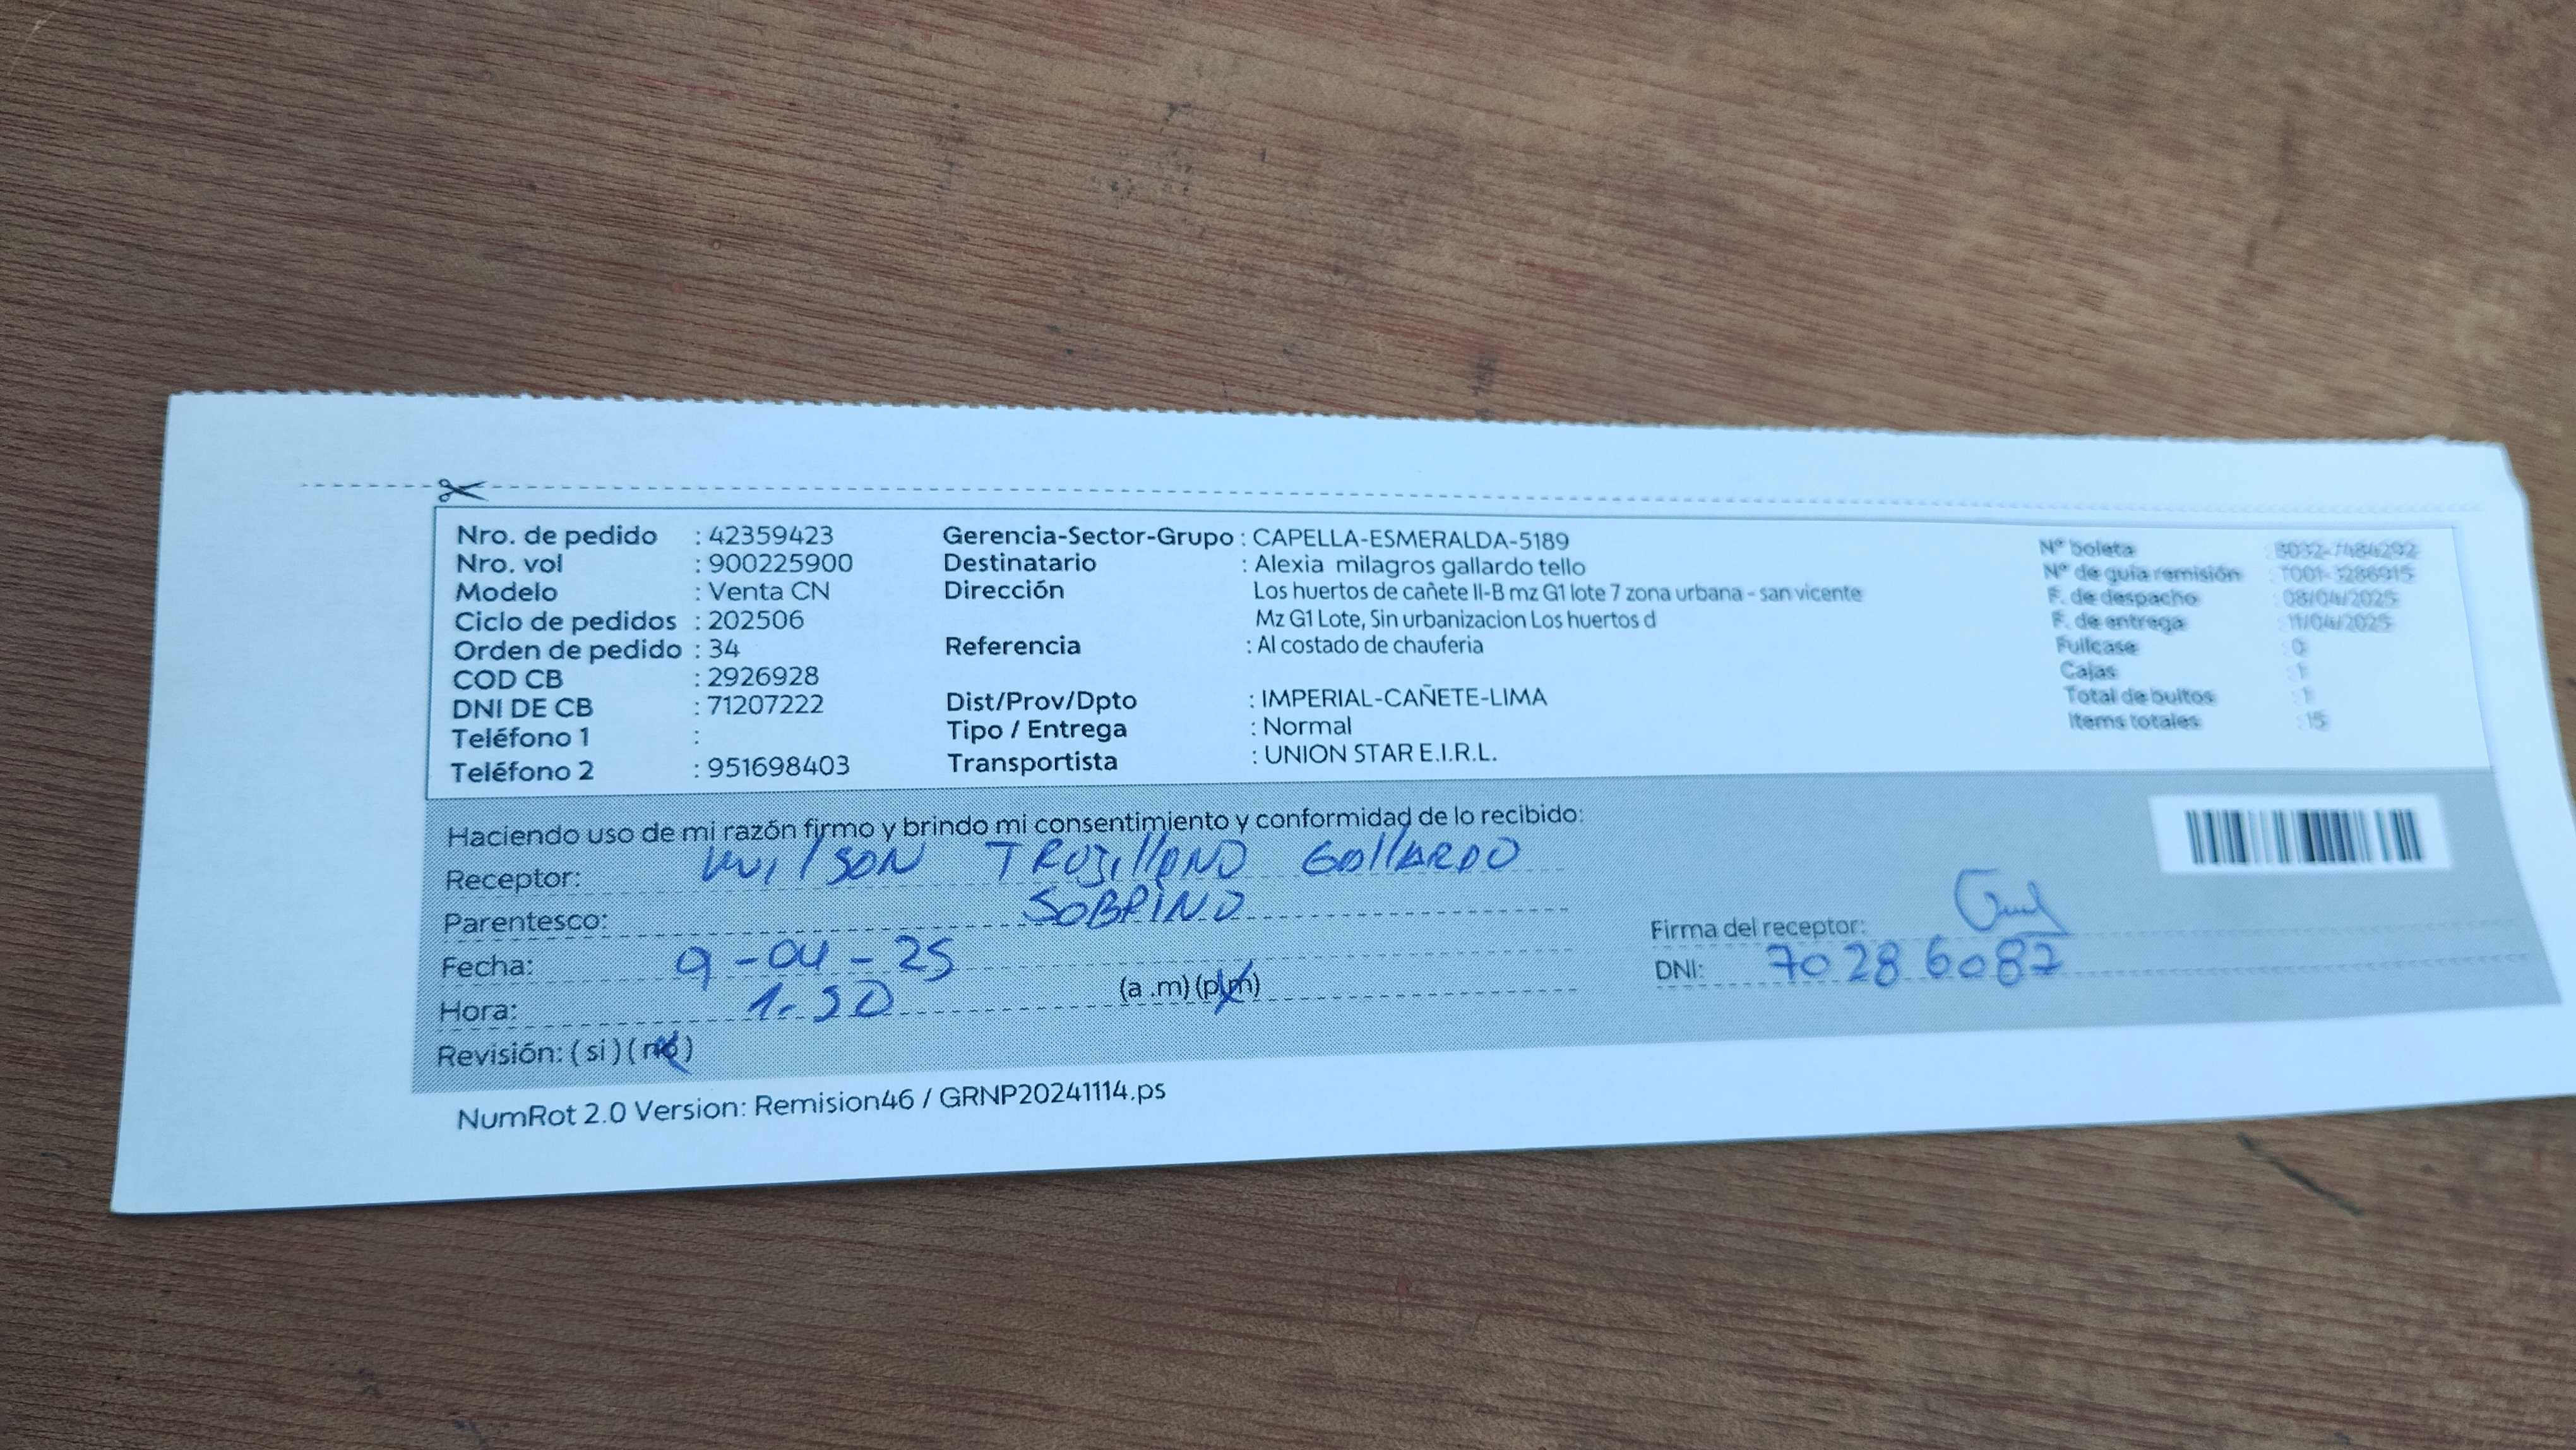 Nro. de pedido : 42359423
Nro. vol : 900225900
Modelo : Venta CN
Ciclo de pedidos : 202506
Orden de pedido : 34
COD CB : 2926928
DNI DE CB : 71207222
Teléfono 1 :
Teléfono 2 : 951698403
Gerencia-Sector-Grupo : CAPELLA-ESMERALDA-5189
Destinatario : Alexia milagros gallardo tello
Dirección Los huertos de cañete II-B mz G1 lote 7 zona urbana - san vicente
Mz G1 Lote, Sin urbanizacion Los huertos d
Referencia : Al costado de chauferia
Dist/Prov/Dpto : IMPERIAL-CAÑETE-LIMA
Tipo / Entrega : Normal
Transportista : UNION STAR E.I.R.L.
N° boleta
N° de guía remisión : T001-3286915
F. de despacho : 08/04/2025
F. de entrega : 11/04/2025
Fullcase : 0
Cajas : 1
Total de bultos : 1
Items totales : 15
Haciendo uso de mi razón firmo y brindo mi consentimiento y conformidad de lo recibido:
Receptor: WilSON TRUJillANO GAllARDO
Parentesco: SOBRINO
Fecha: 9-04-25
Hora: (a .m) (p.m)
Revisión: ( si ) ( no )
Firma del receptor:
DNI: 70286087
NumRot 2.0 Version: Remision46 / GRNP20241114.ps